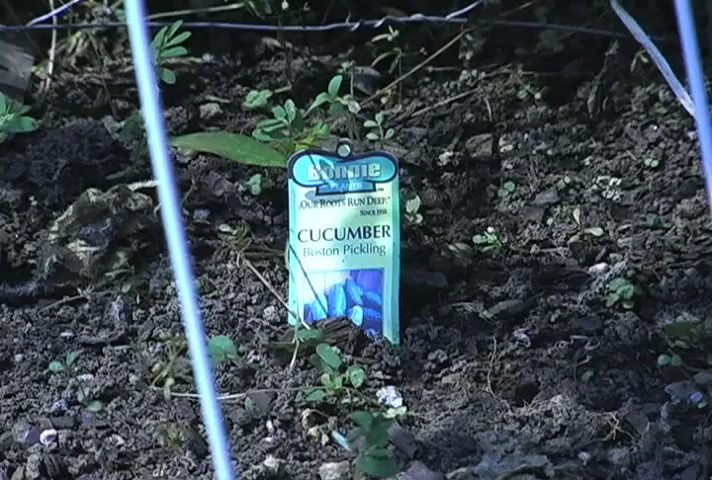 Bonnie
PLANTS
"OUR ROOTS RUN DEEP."
SINCE 1918
CUCUMBER
Boston Pickling